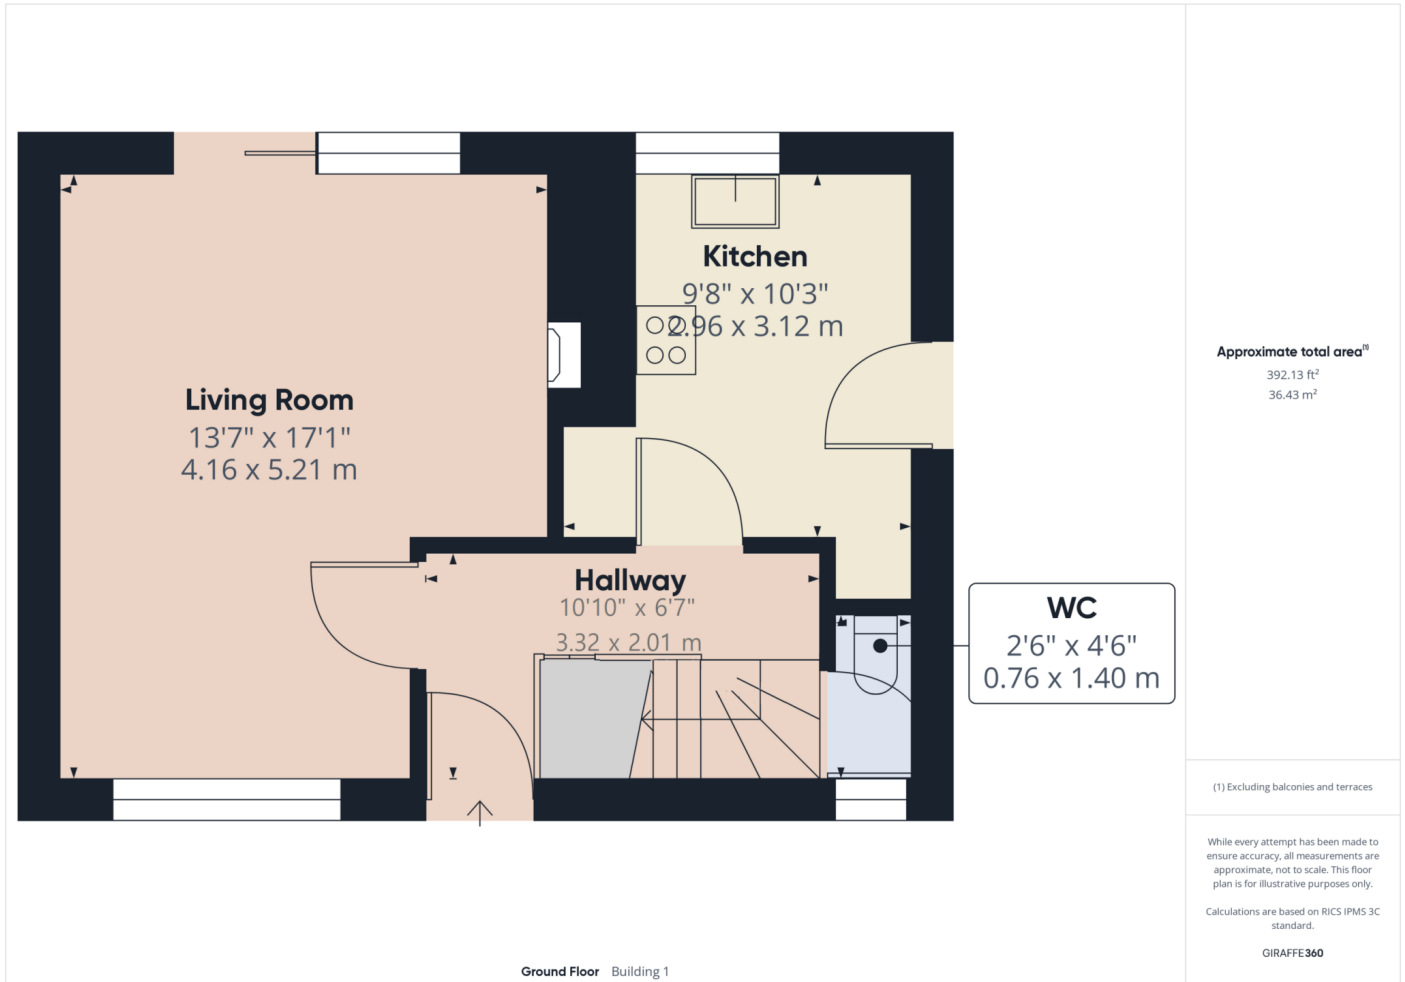 Kitchen
9'8" x 10'3"
2.96 x 3.12 m
Living Room
13'7" x 17'1"
4.16 x 5.21 m
Hallway
10'10" x 6'7"
3.32 x 2.01 m
WC
2'6" x 4'6"
0.76 x 1.40 m
Ground Floor Building 1
Approximate total area(1)
392.13 ft²
36.43 m²
(1) Excluding balconies and terraces
While every attempt has been made to
ensure accuracy, all measurements are
approximate, not to scale. This floor
plan is for illustrative purposes only.
Calculations are based on RICS IPMS 3C
standard.
GIRAFFE360